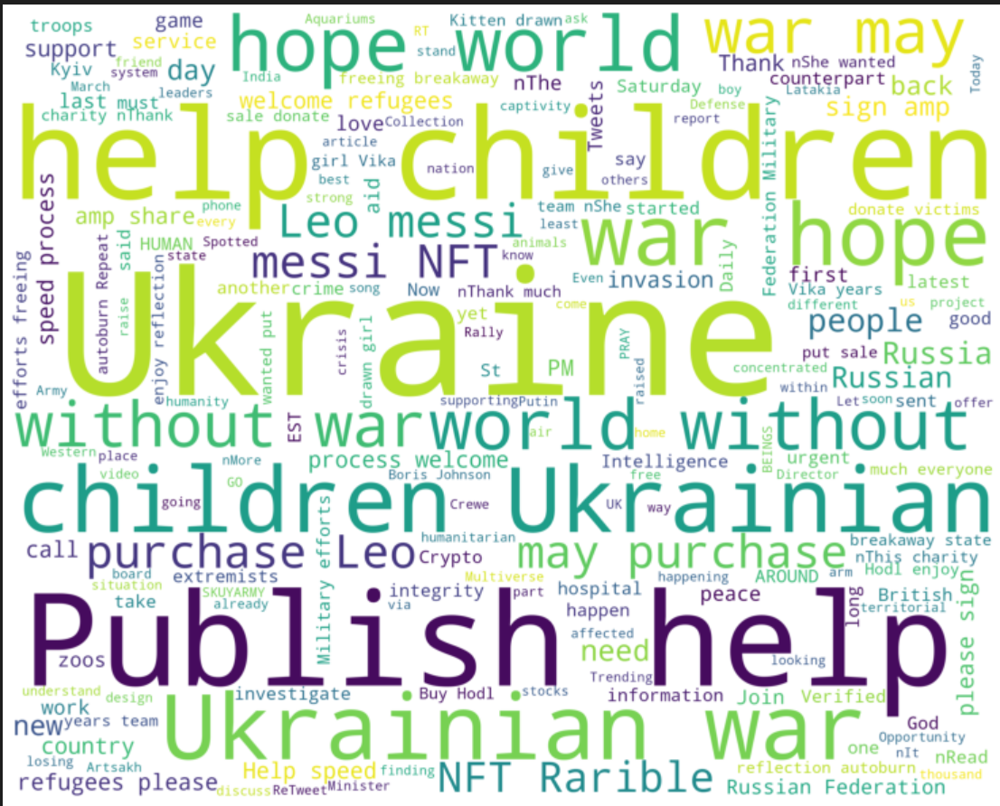 troops
game
Aquariums
RT
Kitten drawn
ask
hope world
war may
support
service
stand
Thank
nShe wanted
Today
Kyiv
friend
system
day
India
freeing breakaway
nThe
Tweets
Saturday
boy
counterpart
Latakia
back
March
leaders
last must
welcome refugees
captivity
Defense
sign amp
charity nThank
sale donate
love
Collection
report
help children
article
girl Vika
nation
give
say
others
Federation Military
best
strong
aid
speed process
phone
every
amp share
Leo messi
team nShe
started
least
war hope
donate victims
HUMAN
Spotted
state
said
animals
messi NFT
know
Daily
Even
invasion
first
latest
efforts freeing
autoburn Repeat
raise
enjoy reflection
another
crime
song
Now
nThank much
Vika years
different
us
project
come
Ukraine
yet
Rally
people
good
wanted put
crisis
drawn girl
PRAY
put sale
Russia
St
PM
raised
concentrated
Russian
Army
humanity
supporting
Putin
within
Let
soon
sent
offer
without war
EST
world without
air
home
Western
place
nMore
process welcome
Intelligence
BEINGS
urgent
video
GO
Boris Johnson
free
Director
much everyone
children Ukrainian
going
Crewe
UK
way
Military efforts
humanitarian
breakaway state
call
purchase Leo
Crypto
may purchase
nThis charity
board
extremists
Multiverse
happening
AROUND
arm
Hodl enjoy
situation
take
SKUYARMY
already
integrity
part
hospital
peace
long
British
via
happen
territorial
please sign
Publish help
affected
zoos
need
looking
Trending
understand
design
investigate
Buy Hodl
stocks
information
Join
Verified
work
new
years team
Ukrainian war
God
Opportunity
country
one
nIt
nRead
losing
Artsakh
Help speed
finding
NFT Rarible
reflection autoburn
thousand
refugees please
discuss
ReTweet
Minister
Russian Federation